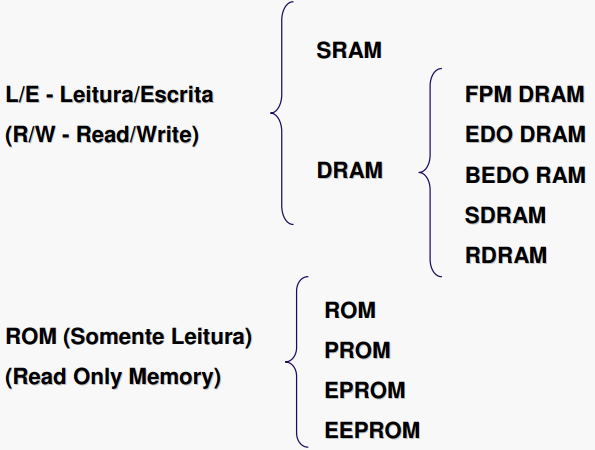 L/E - Leitura/Escrita
(R/W - Read/Write)
SRAM
DRAM
FPM DRAM
EDO DRAM
BEDO RAM
SDRAM
RDRAM
ROM (Somente Leitura)
(Read Only Memory)
ROM
PROM
EPROM
EEPROM